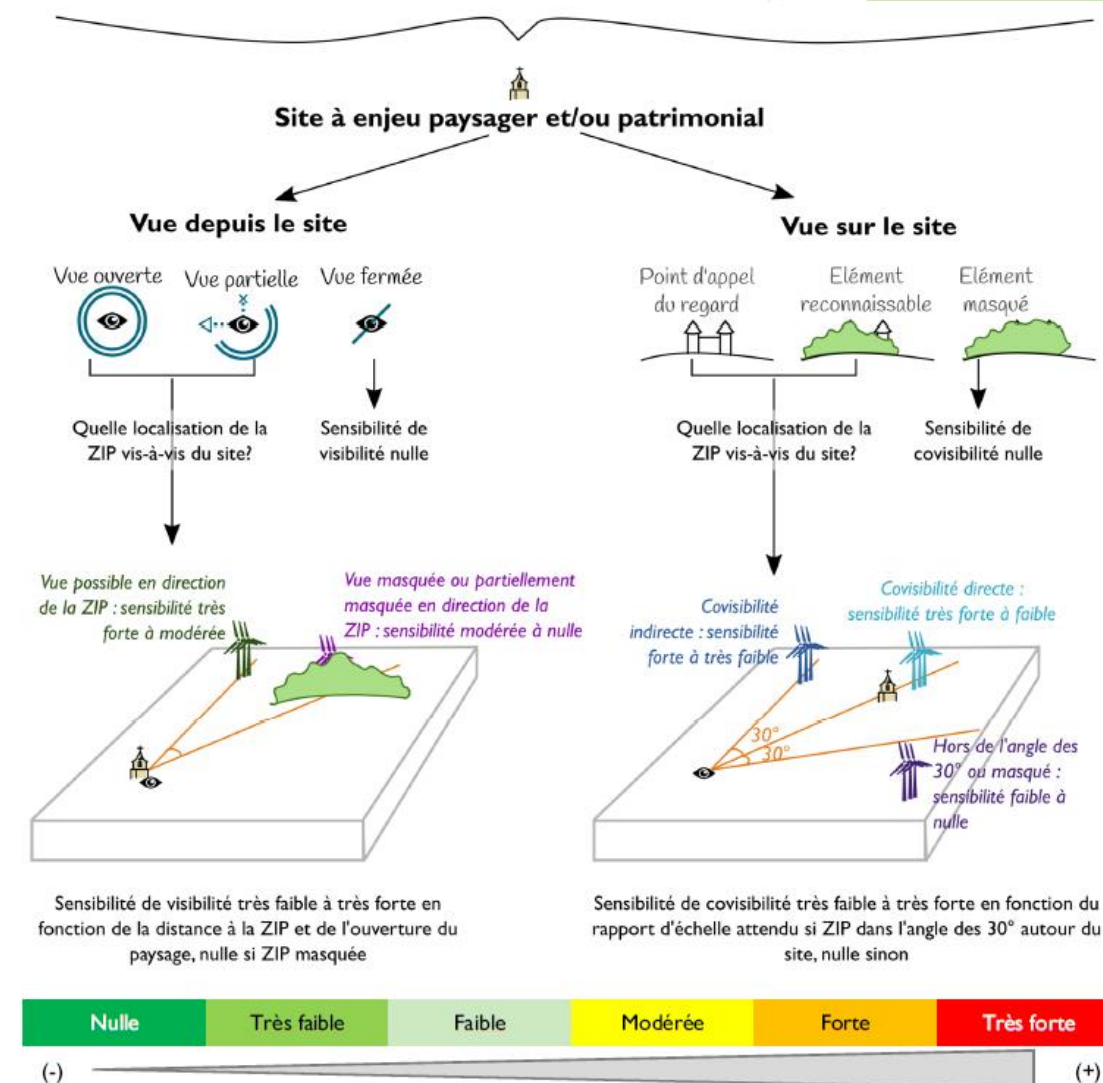 Site à enjeu paysager et/ou patrimonial
Vue depuis le site
Vue ouverte
Vue partielle
Vue fermée
Quelle localisation de la
ZIP vis-à-vis du site?
Sensibilité de
visibilité nulle
Vue possible en direction
de la ZIP : sensibilité très
forte à modérée
Vue masquée ou partiellement
masquée en direction de la
ZIP : sensibilité modérée à nulle
Sensibilité de visibilité très faible à très forte en
fonction de la distance à la ZIP et de l'ouverture du
paysage, nulle si ZIP masquée
Vue sur le site
Point d'appel
du regard
Elément
reconnaissable
Elément
masqué
Quelle localisation de la
ZIP vis-à-vis du site?
Sensibilité de
covisibilité nulle
Covisibilité
indirecte : sensibilité
forte à très faible
Covisibilité directe :
sensibilité très forte à faible
30°
30°
Hors de l'angle des
30° ou masqué :
sensibilité faible à
nulle
Sensibilité de covisibilité très faible à très forte en fonction du
rapport d'échelle attendu si ZIP dans l'angle des 30° autour du
site, nulle sinon
Nulle
Très faible
Faible
Modérée
Forte
Très forte
(-)
(+)